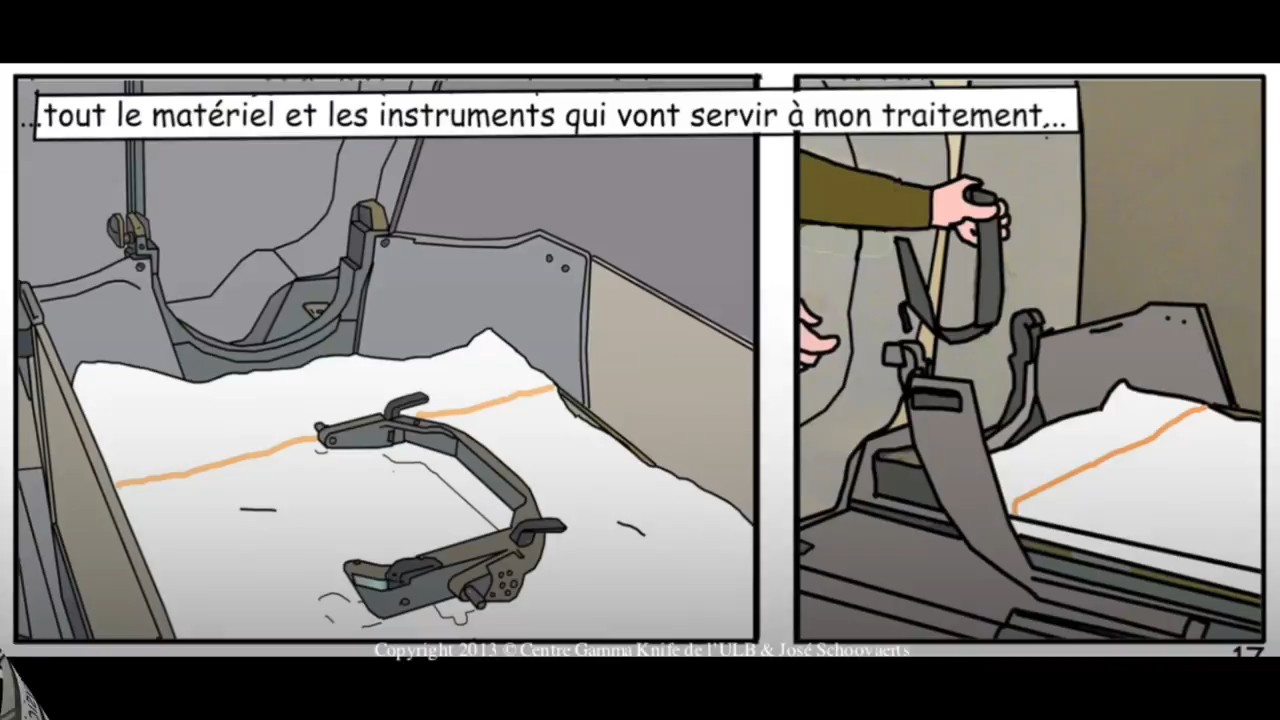 ...tout le matériel et les instruments qui vont servir à mon traitement,..
Copyright 2013 © Centre Gamma Knife de l'ULB & José Schoovaerts
17